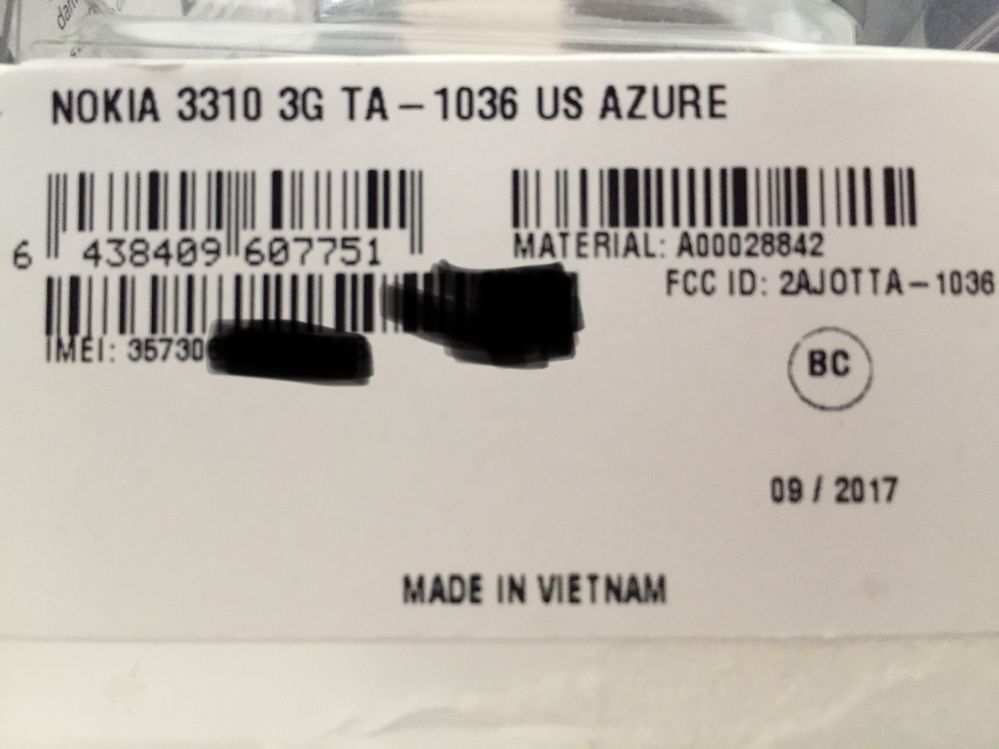 NOKIA 3310 3G TA-1036 US AZURE
6 438409 607751
MATERIAL: A00028842
FCC ID: 2AJOTTA-1036
IMEI: 35730
BC
09 / 2017
MADE IN VIETNAM